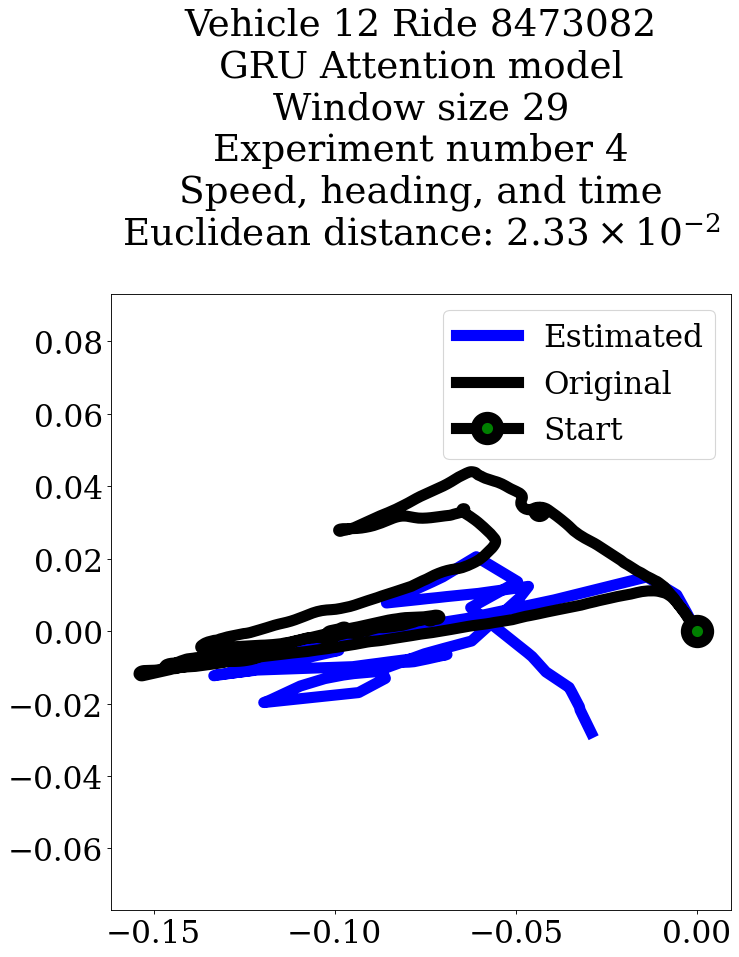 Vehicle 12 Ride 8473082
GRU Attention model
Window size 29
Experiment number 4
Speed, heading, and time
Euclidean distance: 2.33 × 10⁻²
Estimated
Original
Start
0.08
0.06
0.04
0.02
0.00
−0.02
−0.04
−0.06
−0.15
−0.10
−0.05
0.00